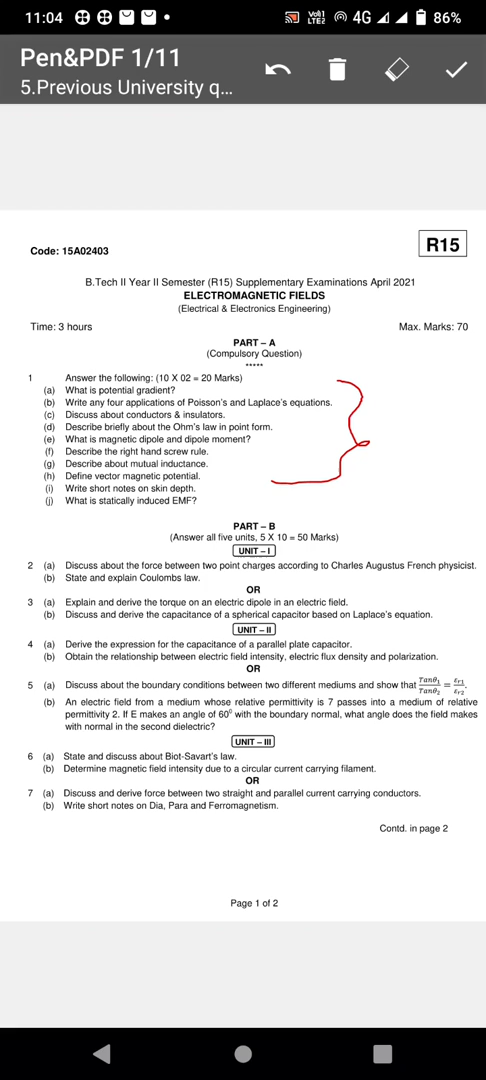 11:04
Vo)) 1
LTE2
4G
86%
Pen&PDF 1/11
5.Previous University q...
Code: 15A02403
R15
B.Tech II Year II Semester (R15) Supplementary Examinations April 2021
ELECTROMAGNETIC FIELDS
(Electrical & Electronics Engineering)
Time: 3 hours Max. Marks: 70
PART – A
(Compulsory Question)
*****
1 Answer the following: (10 X 02 = 20 Marks)
(a) What is potential gradient?
(b) Write any four applications of Poisson's and Laplace's equations.
(c) Discuss about conductors & insulators.
(d) Describe briefly about the Ohm's law in point form.
(e) What is magnetic dipole and dipole moment?
(f) Describe the right hand screw rule.
(g) Describe about mutual inductance.
(h) Define vector magnetic potential.
(i) Write short notes on skin depth.
(j) What is statically induced EMF?
PART – B
(Answer all five units, 5 X 10 = 50 Marks)
UNIT – I
2 (a) Discuss about the force between two point charges according to Charles Augustus French physicist.
(b) State and explain Coulombs law.
OR
3 (a) Explain and derive the torque on an electric dipole in an electric field.
(b) Discuss and derive the capacitance of a spherical capacitor based on Laplace's equation.
UNIT – II
4 (a) Derive the expression for the capacitance of a parallel plate capacitor.
(b) Obtain the relationship between electric field intensity, electric flux density and polarization.
OR
5 (a) Discuss about the boundary conditions between two different mediums and show that Tanθ₁/Tanθ₂ = εr1/εr2.
(b) An electric field from a medium whose relative permittivity is 7 passes into a medium of relative
permittivity 2. If E makes an angle of 60⁰ with the boundary normal, what angle does the field makes
with normal in the second dielectric?
UNIT – III
6 (a) State and discuss about Biot-Savart's law.
(b) Determine magnetic field intensity due to a circular current carrying filament.
OR
7 (a) Discuss and derive force between two straight and parallel current carrying conductors.
(b) Write short notes on Dia, Para and Ferromagnetism.
Contd. in page 2
Page 1 of 2